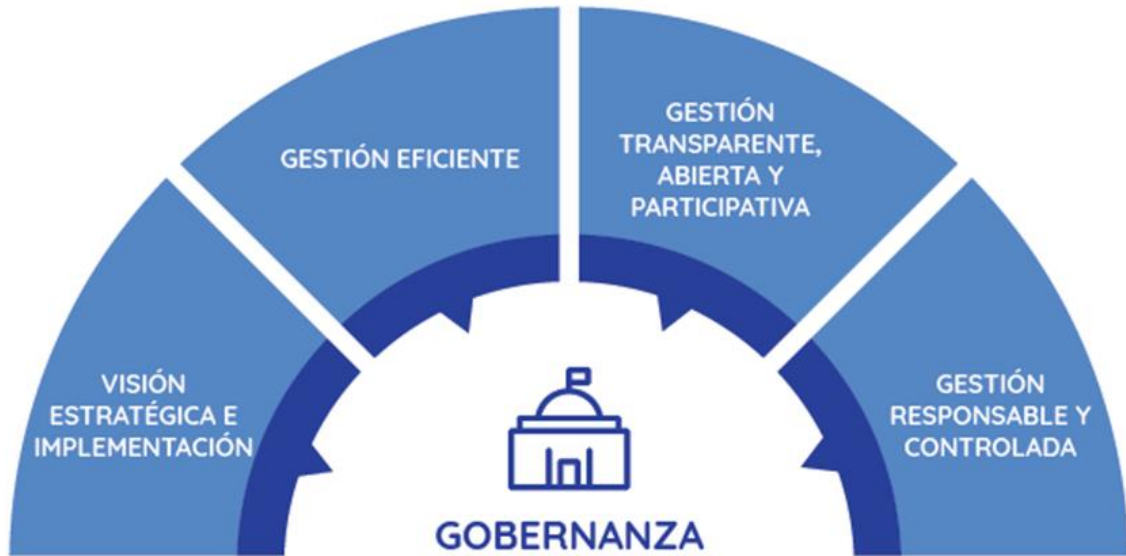 VISIÓN
ESTRATÉGICA E
IMPLEMENTACIÓN
GESTIÓN EFICIENTE
GESTIÓN
TRANSPARENTE,
ABIERTA Y
PARTICIPATIVA
GESTIÓN
RESPONSABLE Y
CONTROLADA
GOBERNANZA